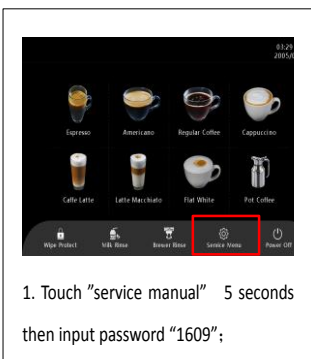 03:29
2005/0
Espresso Americano Regular Coffee Cappuccino
Caffe Latte Latte Macchiato Flat White Pot Coffee
Wipe Protect Milk Rinse Brewer Rinse Service Menu Power Off
1. Touch ”service manual” 5 seconds
then input password “1609”;